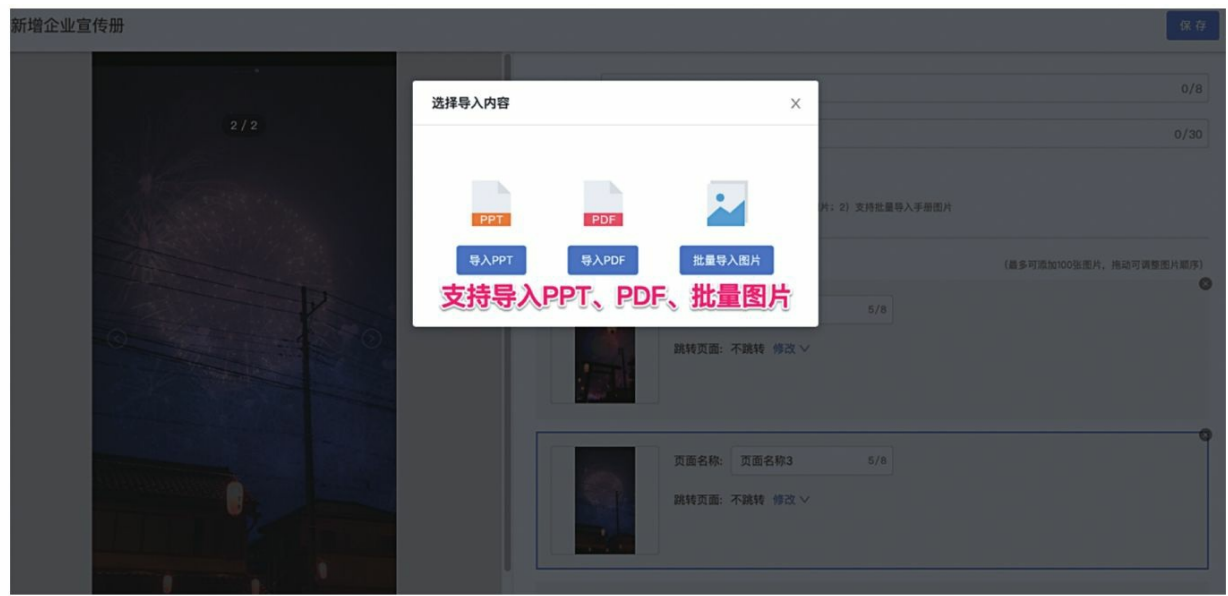 新增企业宣传册
保 存
选择导入内容
X
0/8
2 / 2
0/30
PPT
PDF
片；2）支持批量导入手册图片
导入PPT
导入PDF
批量导入图片
（最多可添加100张图片，拖动可调整图片顺序）
支持导入PPT、PDF、批量图片
5/8
跳转页面: 不跳转 修改
页面名称: 页面名称3 5/8
跳转页面: 不跳转 修改